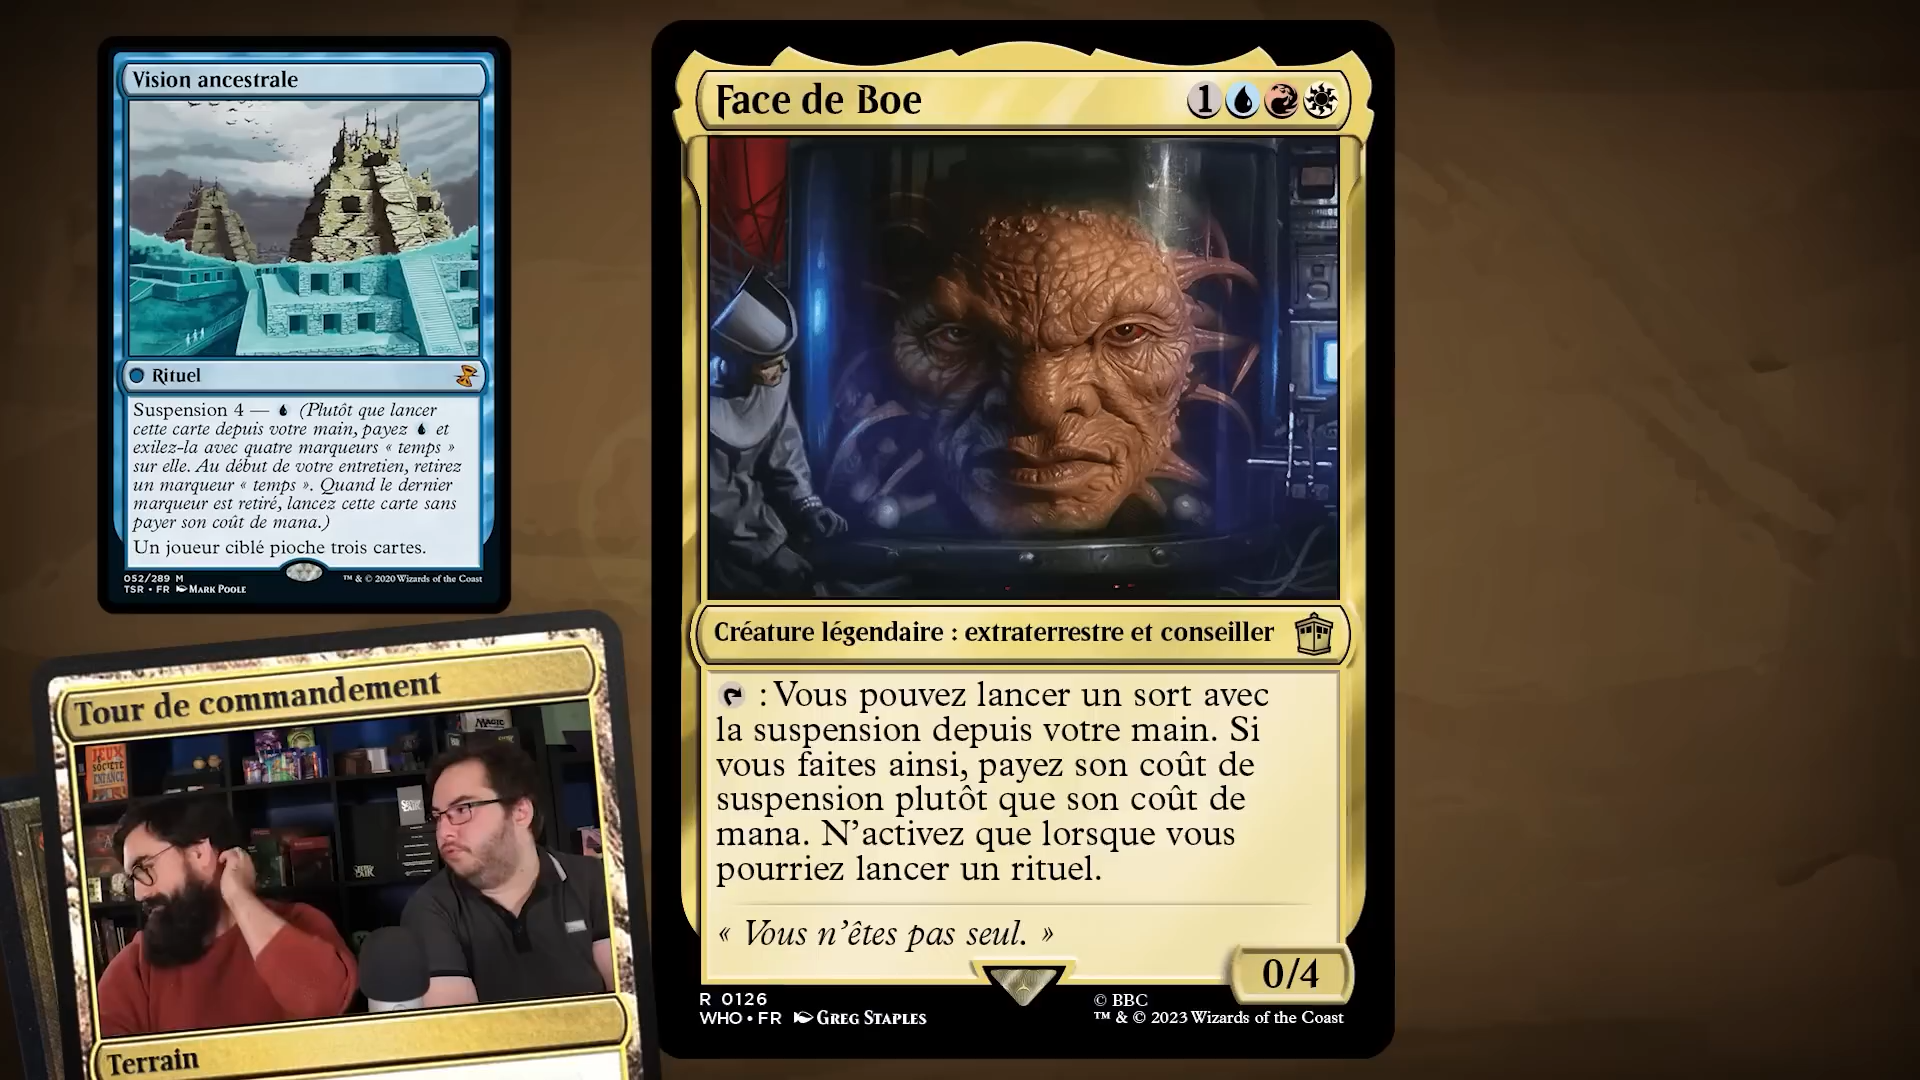 Vision ancestrale
Rituel
Suspension 4 — (Plutôt que lancer
cette carte depuis votre main, payez et
exilez-la avec quatre marqueurs « temps »
sur elle. Au début de votre entretien, retirez
un marqueur « temps ». Quand le dernier
marqueur est retiré, lancez cette carte sans
payer son coût de mana.)
Un joueur ciblé pioche trois cartes.
052/289 M
TSR • FR Mark Poole
™ & © 2020 Wizards of the Coast
Tour de commandement
MAGIC
JEUX
SOCIÉTÉ
ENFANCE
Terrain
Face de Boe
1
Créature légendaire : extraterrestre et conseiller
: Vous pouvez lancer un sort avec
la suspension depuis votre main. Si
vous faites ainsi, payez son coût de
suspension plutôt que son coût de
mana. N'activez que lorsque vous
pourriez lancer un rituel.
« Vous n'êtes pas seul. »
0/4
R 0126
WHO • FR Greg Staples
© BBC
™ & © 2023 Wizards of the Coast